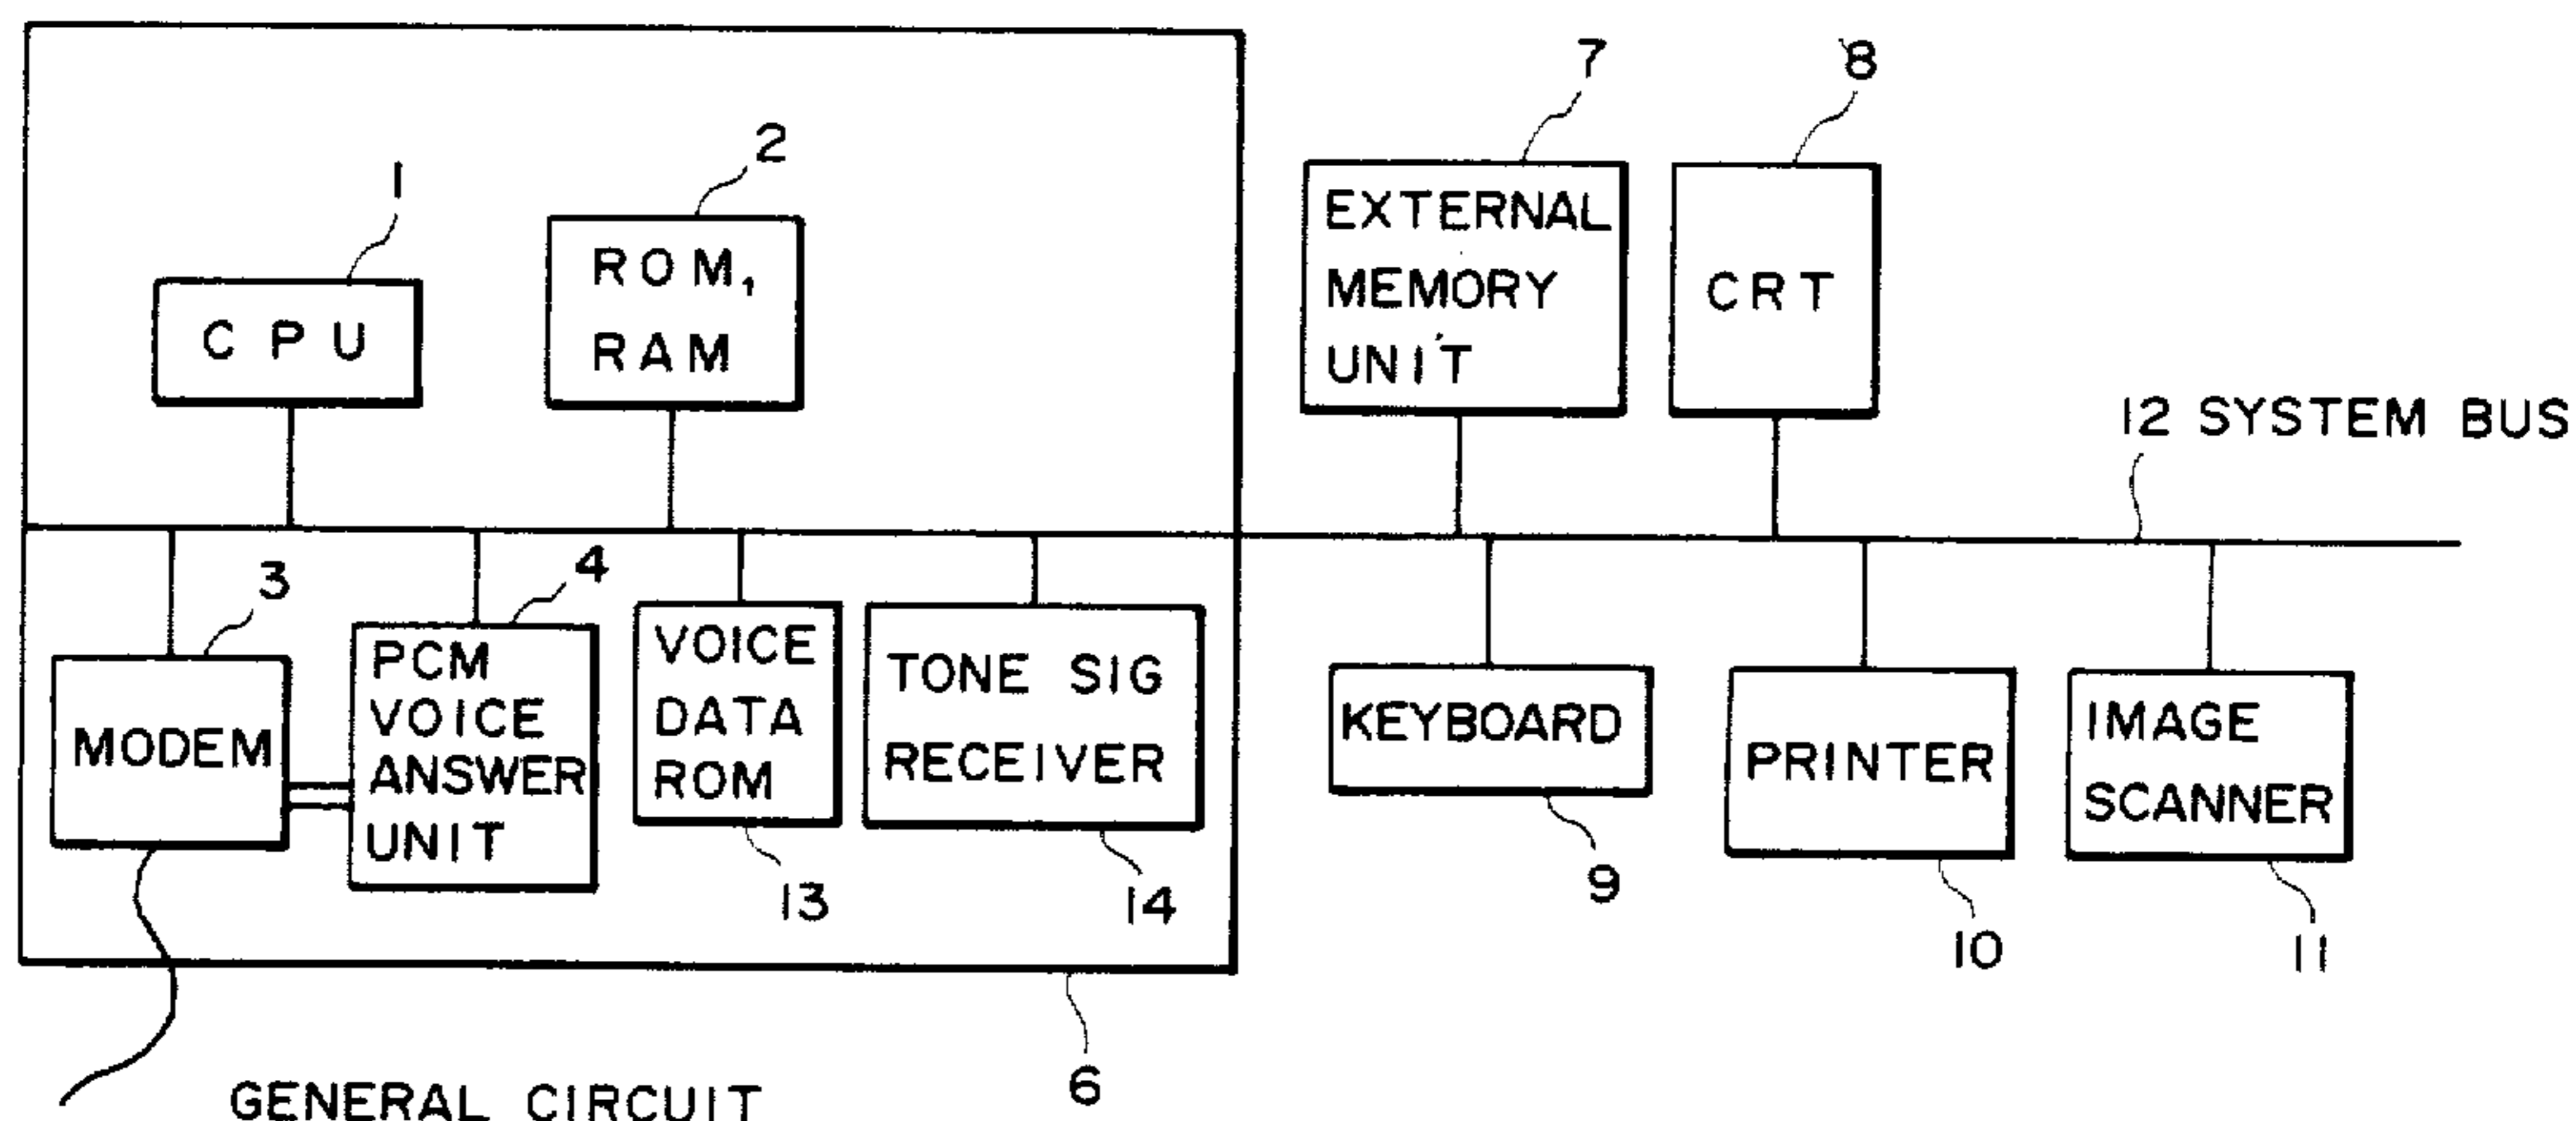 7
8
2
1
EXTERNAL
MEMORY
UNIT
CRT
ROM,
RAM
CPU
12 SYSTEM BUS
3
4
MODEM
PCM
VOICE
ANSWER
UNIT
VOICE
DATA
ROM
TONE SIG
RECEIVER
KEYBOARD
PRINTER
IMAGE
SCANNER
13
14
9
10
11
6
GENERAL CIRCUIT